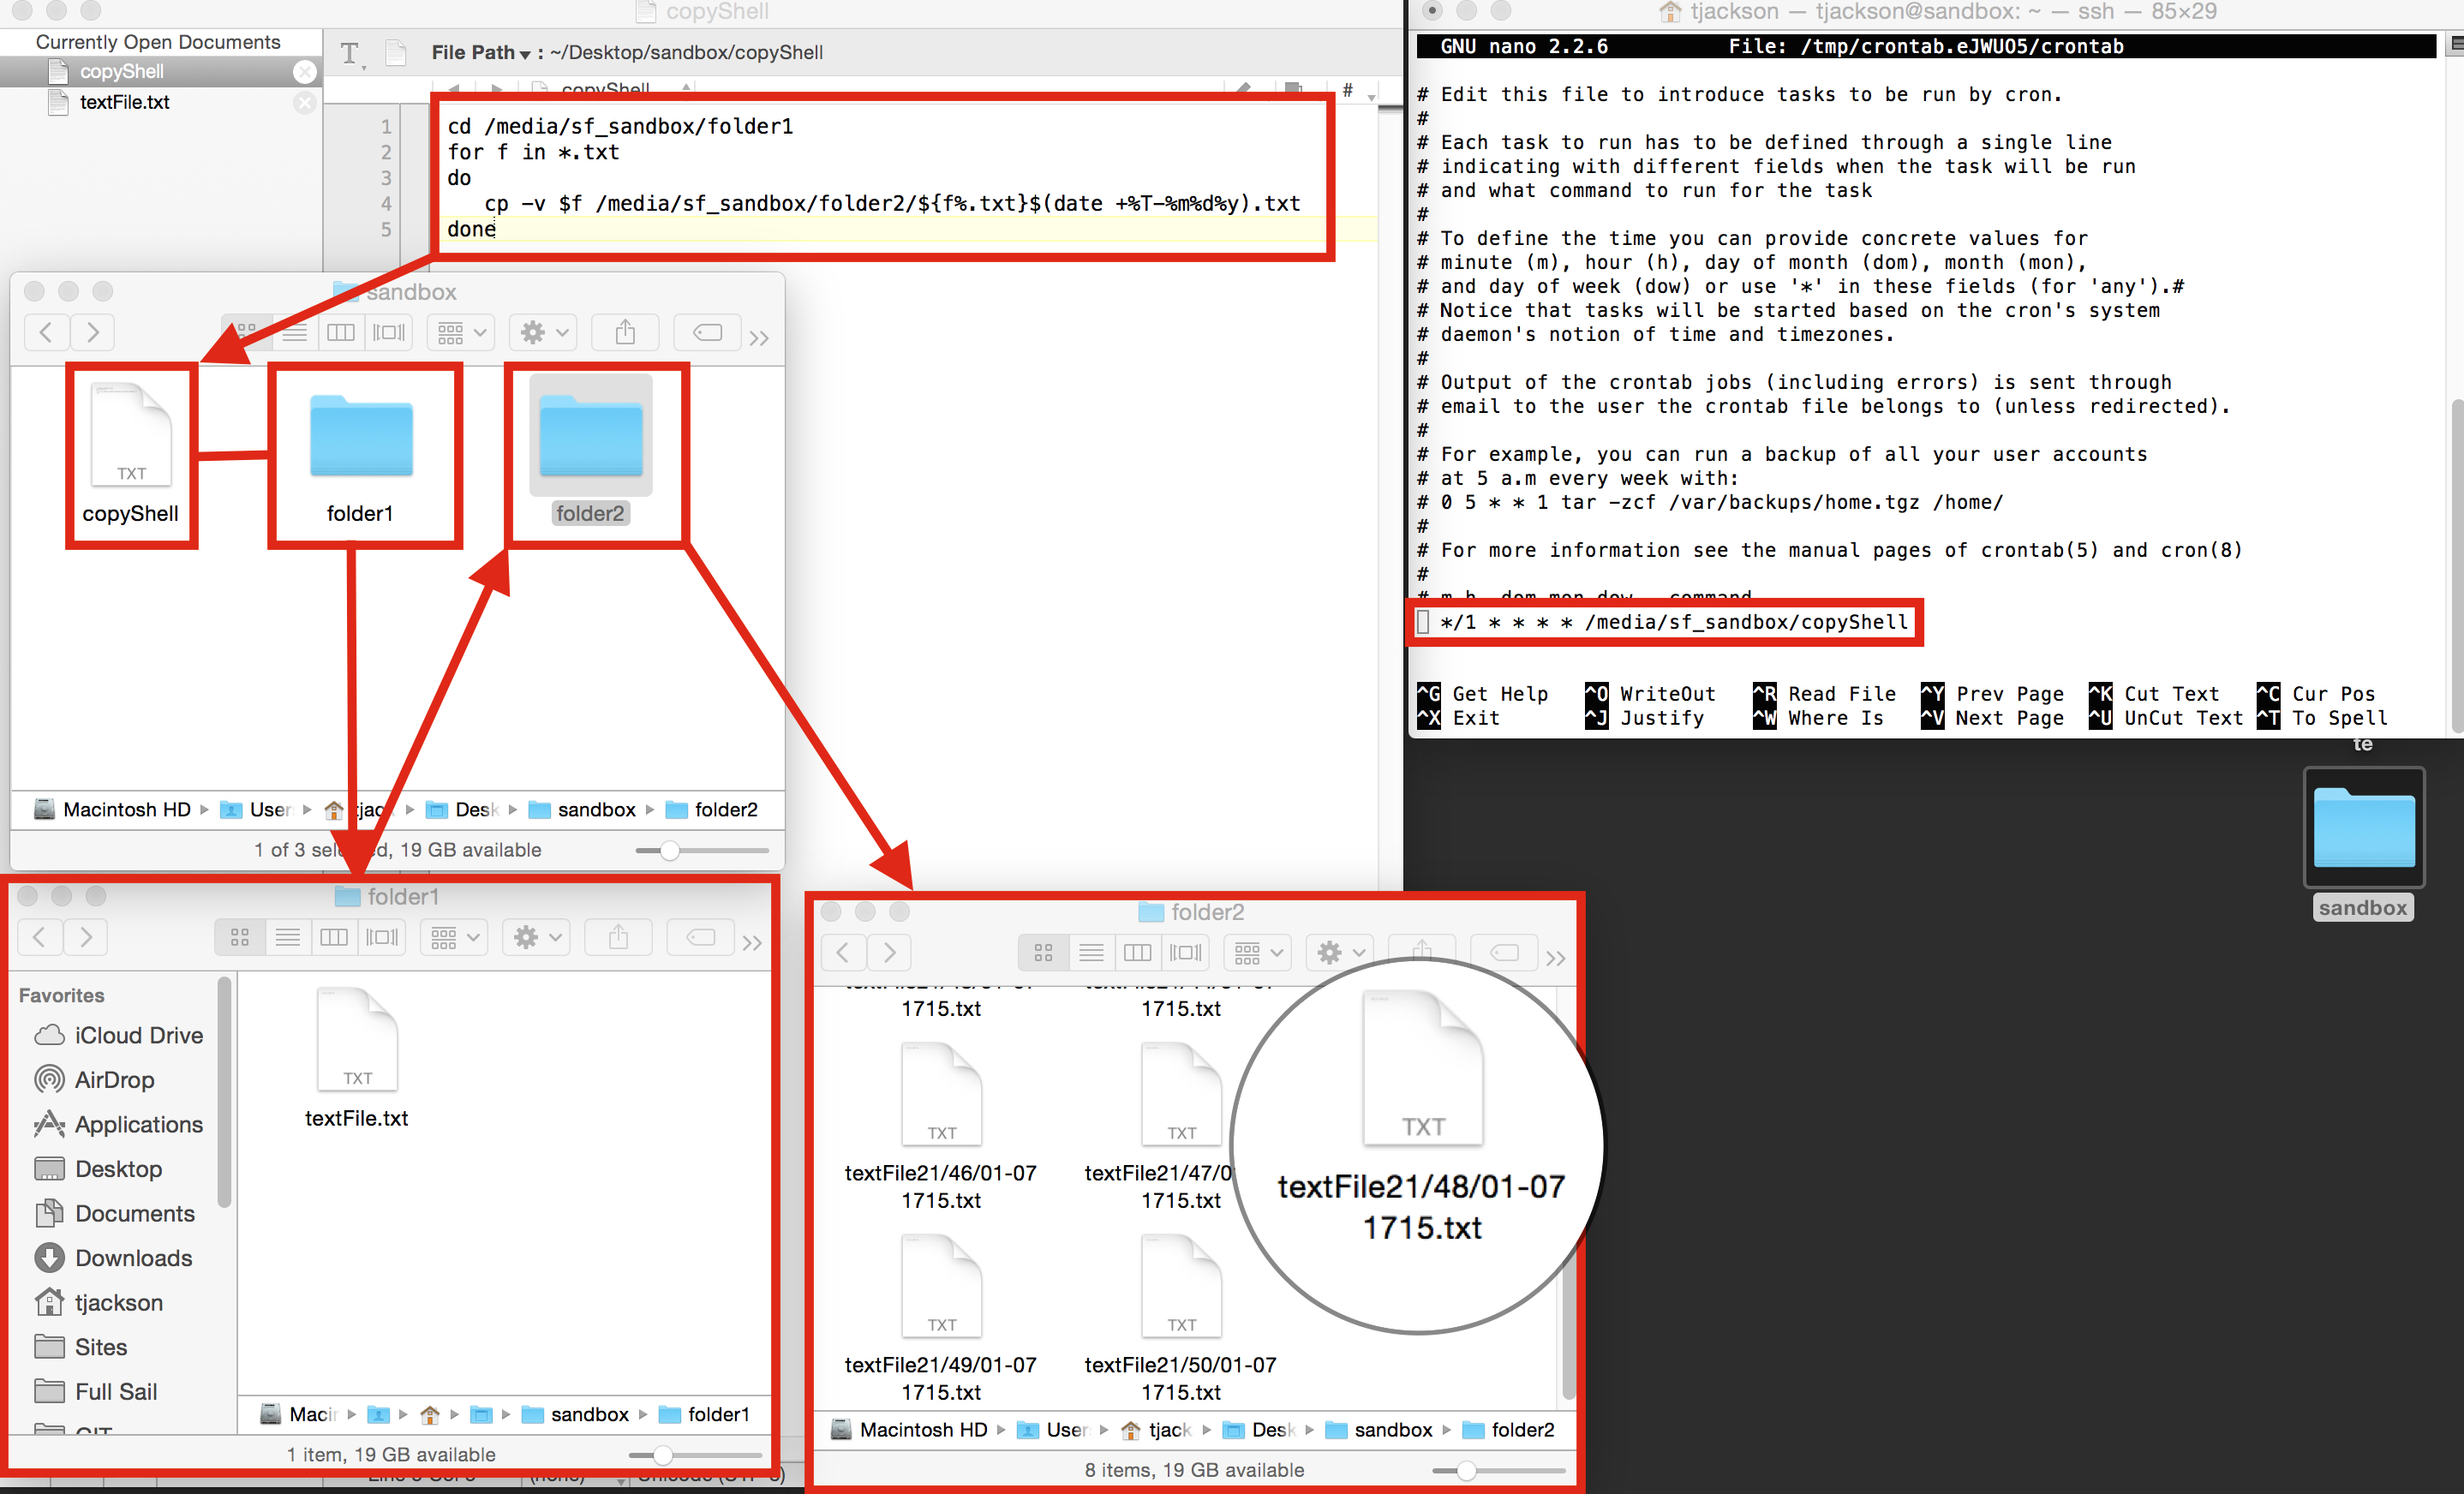 copyShell
Currently Open Documents
copyShell
textFile.txt
File Path : ~/Desktop/sandbox/copyShell
copyShell
#
1 cd /media/sf_sandbox/folder1
2 for f in *.txt
3 do
4 cp -v $f /media/sf_sandbox/folder2/${f%.txt}$(date +%T-%m%d%y).txt
5 done
sandbox
TXT
copyShell
folder1
folder2
Macintosh HD User tjac Desk sandbox folder2
1 of 3 selected, 19 GB available
folder1
Favorites
iCloud Drive
AirDrop
Applications
Desktop
Documents
Downloads
tjackson
Sites
Full Sail
GIT
TXT
textFile.txt
Macin sandbox folder1
1 item, 19 GB available
folder2
1715.txt
1715.txt
TXT
TXT
TXT
textFile21/46/01-07
1715.txt
textFile21/47/0
1715.txt
textFile21/48/01-07
1715.txt
TXT
TXT
textFile21/49/01-07
1715.txt
textFile21/50/01-07
1715.txt
Macintosh HD User tjack Desk sandbox folder2
8 items, 19 GB available
tjackson — tjackson@sandbox: ~ — ssh — 85×29
GNU nano 2.2.6 File: /tmp/crontab.eJWUO5/crontab
# Edit this file to introduce tasks to be run by cron.
#
# Each task to run has to be defined through a single line
# indicating with different fields when the task will be run
# and what command to run for the task
#
# To define the time you can provide concrete values for
# minute (m), hour (h), day of month (dom), month (mon),
# and day of week (dow) or use '*' in these fields (for 'any').#
# Notice that tasks will be started based on the cron's system
# daemon's notion of time and timezones.
#
# Output of the crontab jobs (including errors) is sent through
# email to the user the crontab file belongs to (unless redirected).
#
# For example, you can run a backup of all your user accounts
# at 5 a.m every week with:
# 0 5 * * 1 tar -zcf /var/backups/home.tgz /home/
#
# For more information see the manual pages of crontab(5) and cron(8)
#
# m h dom mon dow command
*/1 * * * * /media/sf_sandbox/copyShell
^G Get Help ^O WriteOut ^R Read File ^Y Prev Page ^K Cut Text ^C Cur Pos
^X Exit ^J Justify ^W Where Is ^V Next Page ^U UnCut Text ^T To Spell
te
sandbox